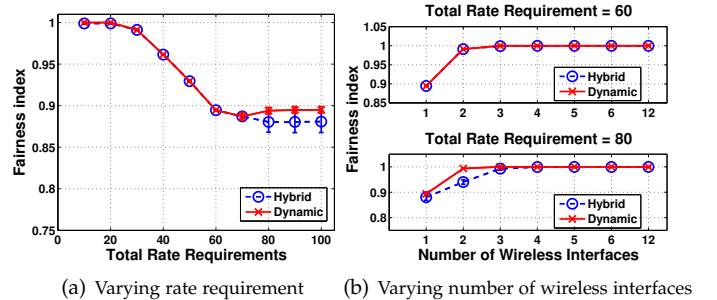 1
0.95
0.9
0.85
0.8
0.75
Fairness index
0 20 40 60 80 100
Total Rate Requirements
Hybrid
Dynamic
(a) Varying rate requirement
Total Rate Requirement = 60
1.05
1
0.95
0.9
0.85
1 2 3 4 5 6 12
Hybrid
Dynamic
Fairness index
Total Rate Requirement = 80
1
0.9
0.8
1 2 3 4 5 6 12
Hybrid
Dynamic
Number of Wireless Interfaces
(b) Varying number of wireless interfaces